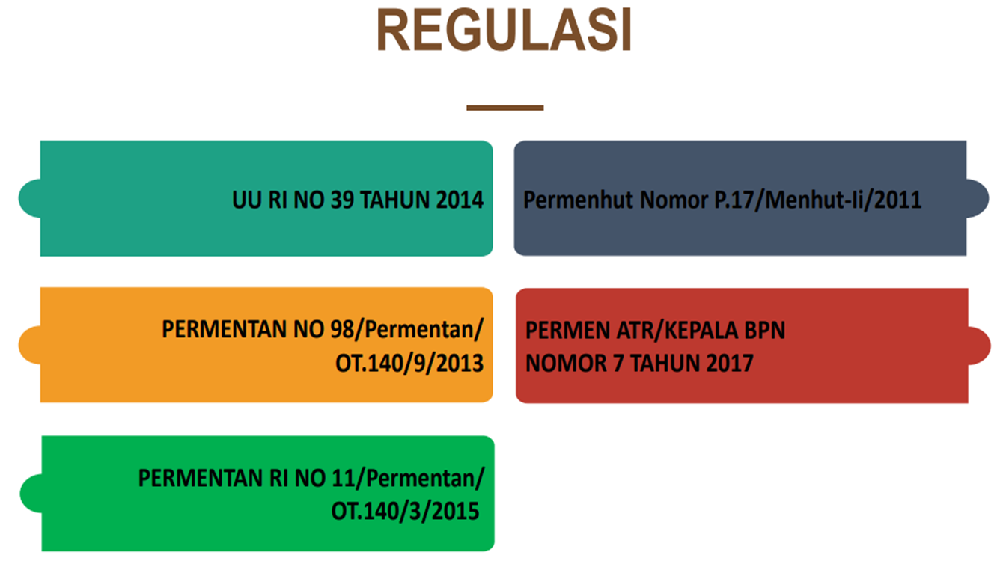 REGULASI
UU RI NO 39 TAHUN 2014
Permenhut Nomor P.17/Menhut-Ii/2011
PERMENTAN NO 98/Permentan/
OT.140/9/2013
PERMEN ATR/KEPALA BPN
NOMOR 7 TAHUN 2017
PERMENTAN RI NO 11/Permentan/
OT.140/3/2015